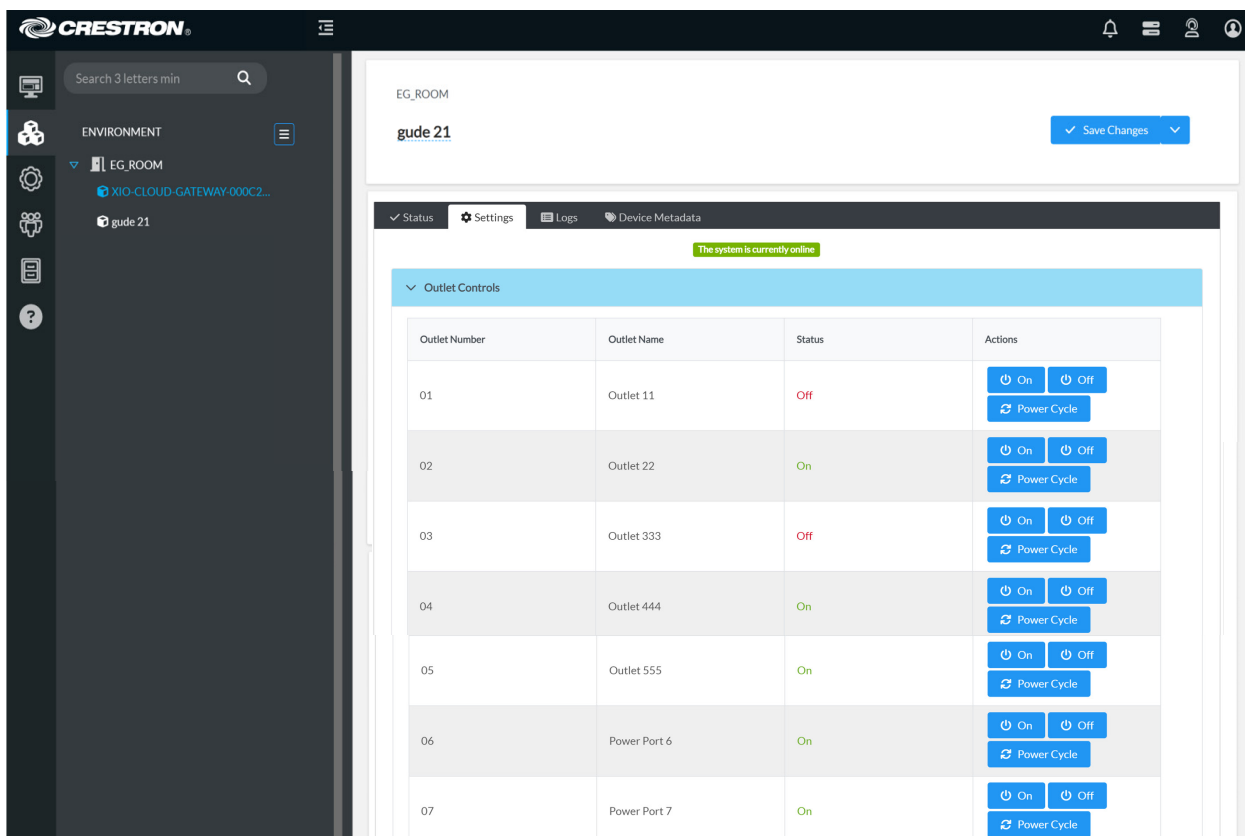 CRESTRON®
Search 3 letters min
ENVIRONMENT
EG_ROOM
XIO-CLOUD-GATEWAY-000C2...
gude 21
EG_ROOM
gude 21
Save Changes
Status Settings Logs Device Metadata
The system is currently online
Outlet Controls
Outlet Number Outlet Name Status Actions
01 Outlet 11 Off On Off
Power Cycle
02 Outlet 22 On On Off
Power Cycle
03 Outlet 333 Off On Off
Power Cycle
04 Outlet 444 On On Off
Power Cycle
05 Outlet 555 On On Off
Power Cycle
06 Power Port 6 On On Off
Power Cycle
07 Power Port 7 On On Off
Power Cycle